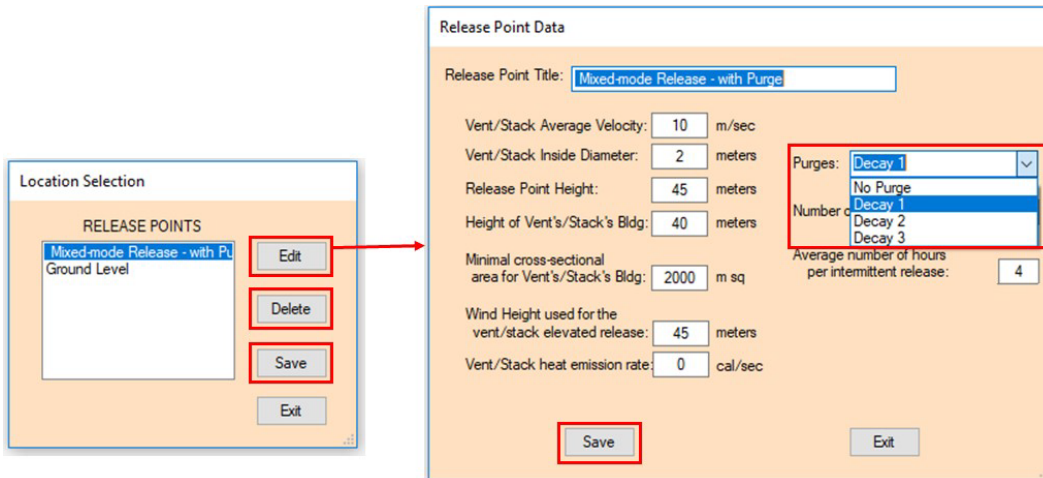 Location Selection
RELEASE POINTS
Mixed-mode Release - with Pu
Ground Level
Edit
Delete
Save
Exit
Release Point Data
Release Point Title: Mixed-mode Release - with Purge
Vent/Stack Average Velocity: 10 m/sec
Vent/Stack Inside Diameter: 2 meters
Release Point Height: 45 meters
Height of Vent's/Stack's Bldg: 40 meters
Minimal cross-sectional
area for Vent's/Stack's Bldg: 2000 m sq
Wind Height used for the
vent/stack elevated release: 45 meters
Vent/Stack heat emission rate: 0 cal/sec
Purges: Decay 1
No Purge
Decay 1
Decay 2
Decay 3
Number
Average number of hours
per intermittent release: 4
Save
Exit